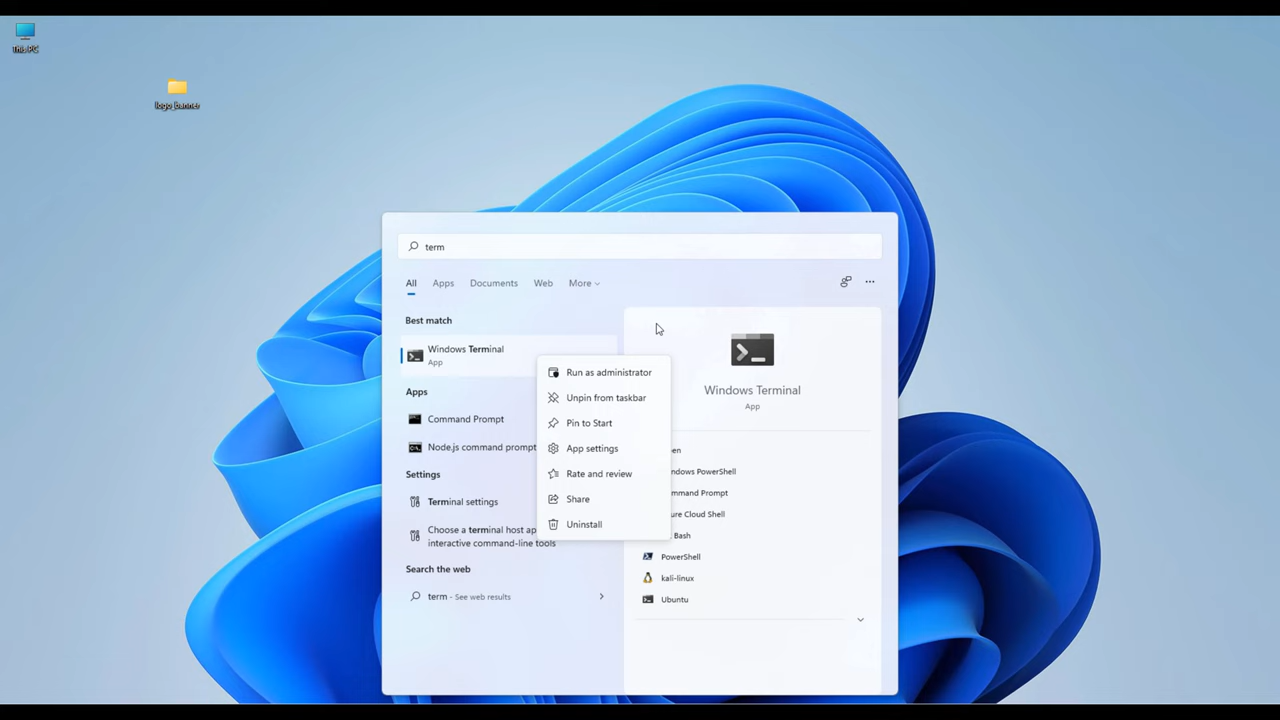 This PC
logo_banner
term
All
Apps
Documents
Web
More
Best match
Windows Terminal
App
Apps
Command Prompt
Node.js command prompt
Settings
Terminal settings
Choose a terminal host ap
interactive command-line tools
Search the web
term - See web results
Run as administrator
Unpin from taskbar
Pin to Start
App settings
Rate and review
Share
Uninstall
Windows Terminal
App
en
ndows PowerShell
mmand Prompt
ure Cloud Shell
Bash
PowerShell
kali-linux
Ubuntu